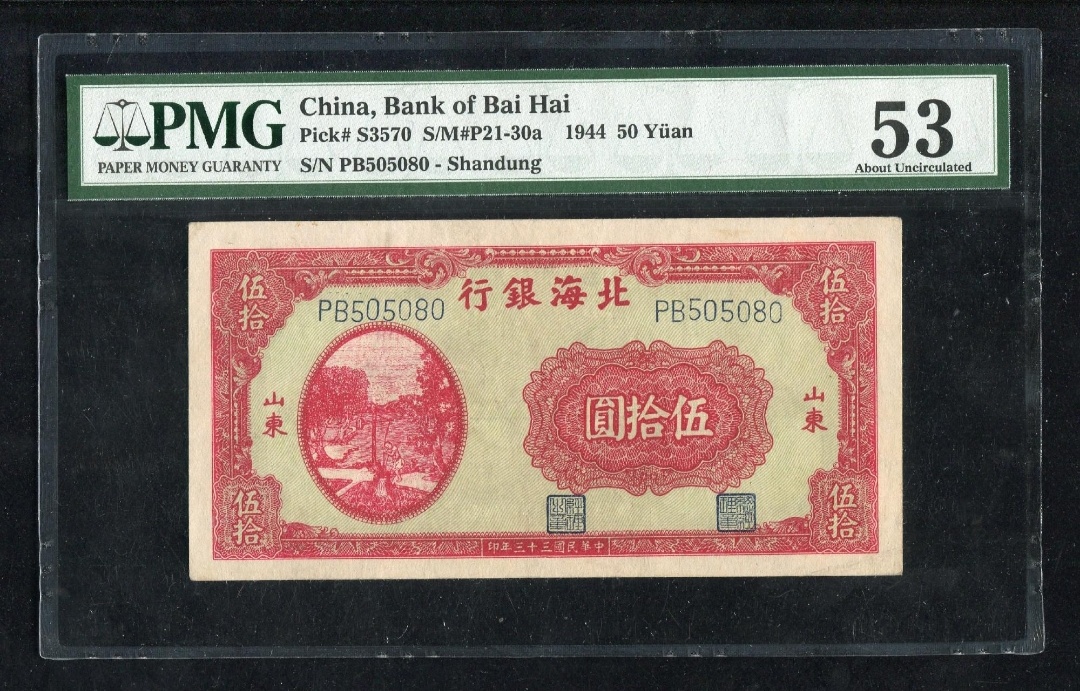 PMG
PAPER MONEY GUARANTY
China, Bank of Bai Hai
Pick# S3570 S/M#P21-30a 1944 50 Yüan
S/N PB505080 - Shandung
53
About Uncirculated
伍拾
行銀海北
伍拾
PB505080
PB505080
山東
圓拾伍
山東
伍拾
伍拾
印年三十三國民華中